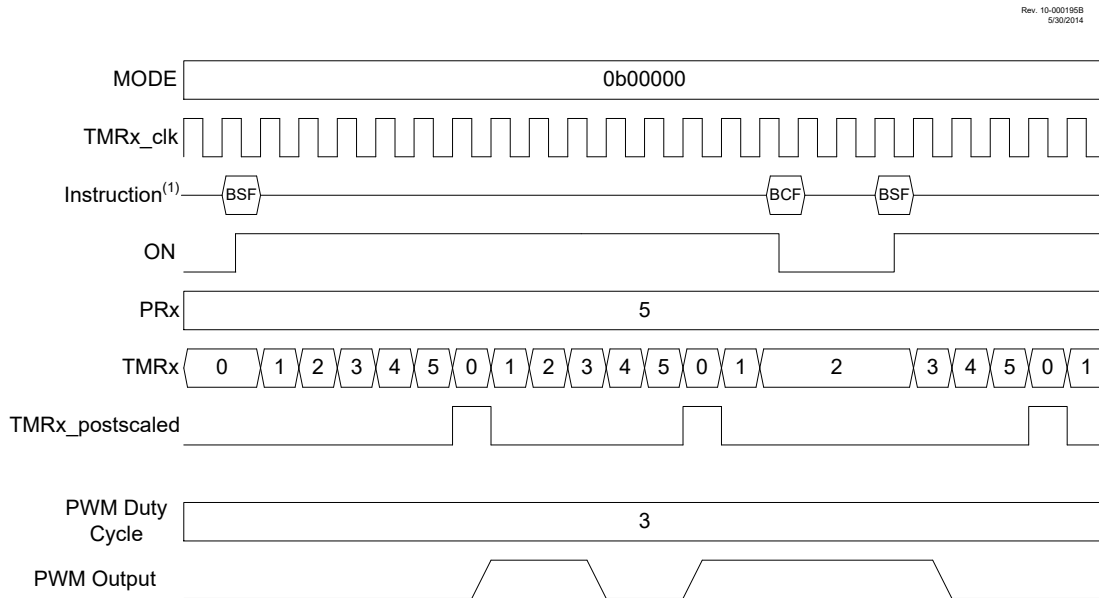 Rev. 10-000195B
5/30/2014
MODE 0b00000
TMRx_clk
Instruction(1) BSF BCF BSF
ON
PRx 5
TMRx 0 1 2 3 4 5 0 1 2 3 4 5 0 1 2 3 4 5 0 1
TMRx_postscaled
PWM Duty
Cycle 3
PWM Output